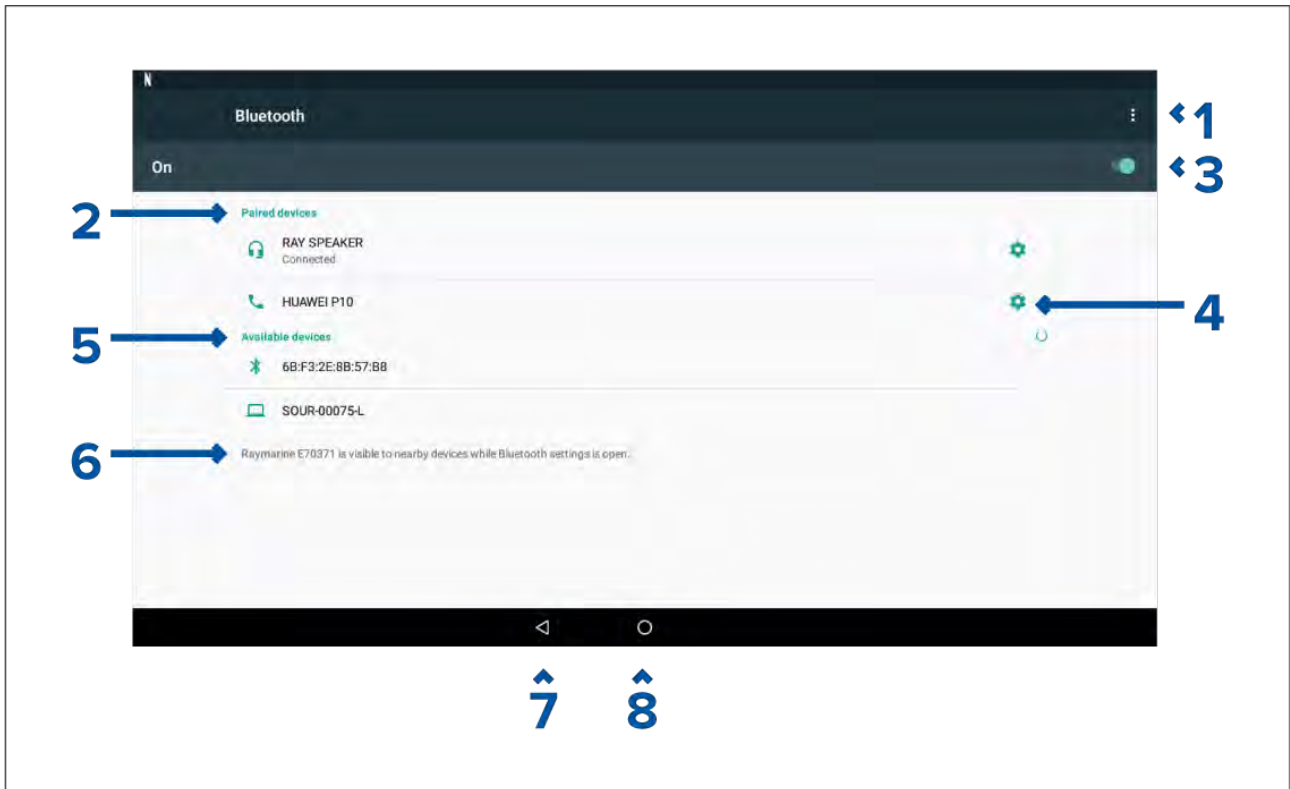 N
Bluetooth
1
On
3
2
Paired devices
RAY SPEAKER
Connected
HUAWEI P10
4
5
Available devices
6B:F3:2E:8B:57:B8
SOUR-00075-L
6
Raymarine E70371 is visible to nearby devices while Bluetooth settings is open.
7
8